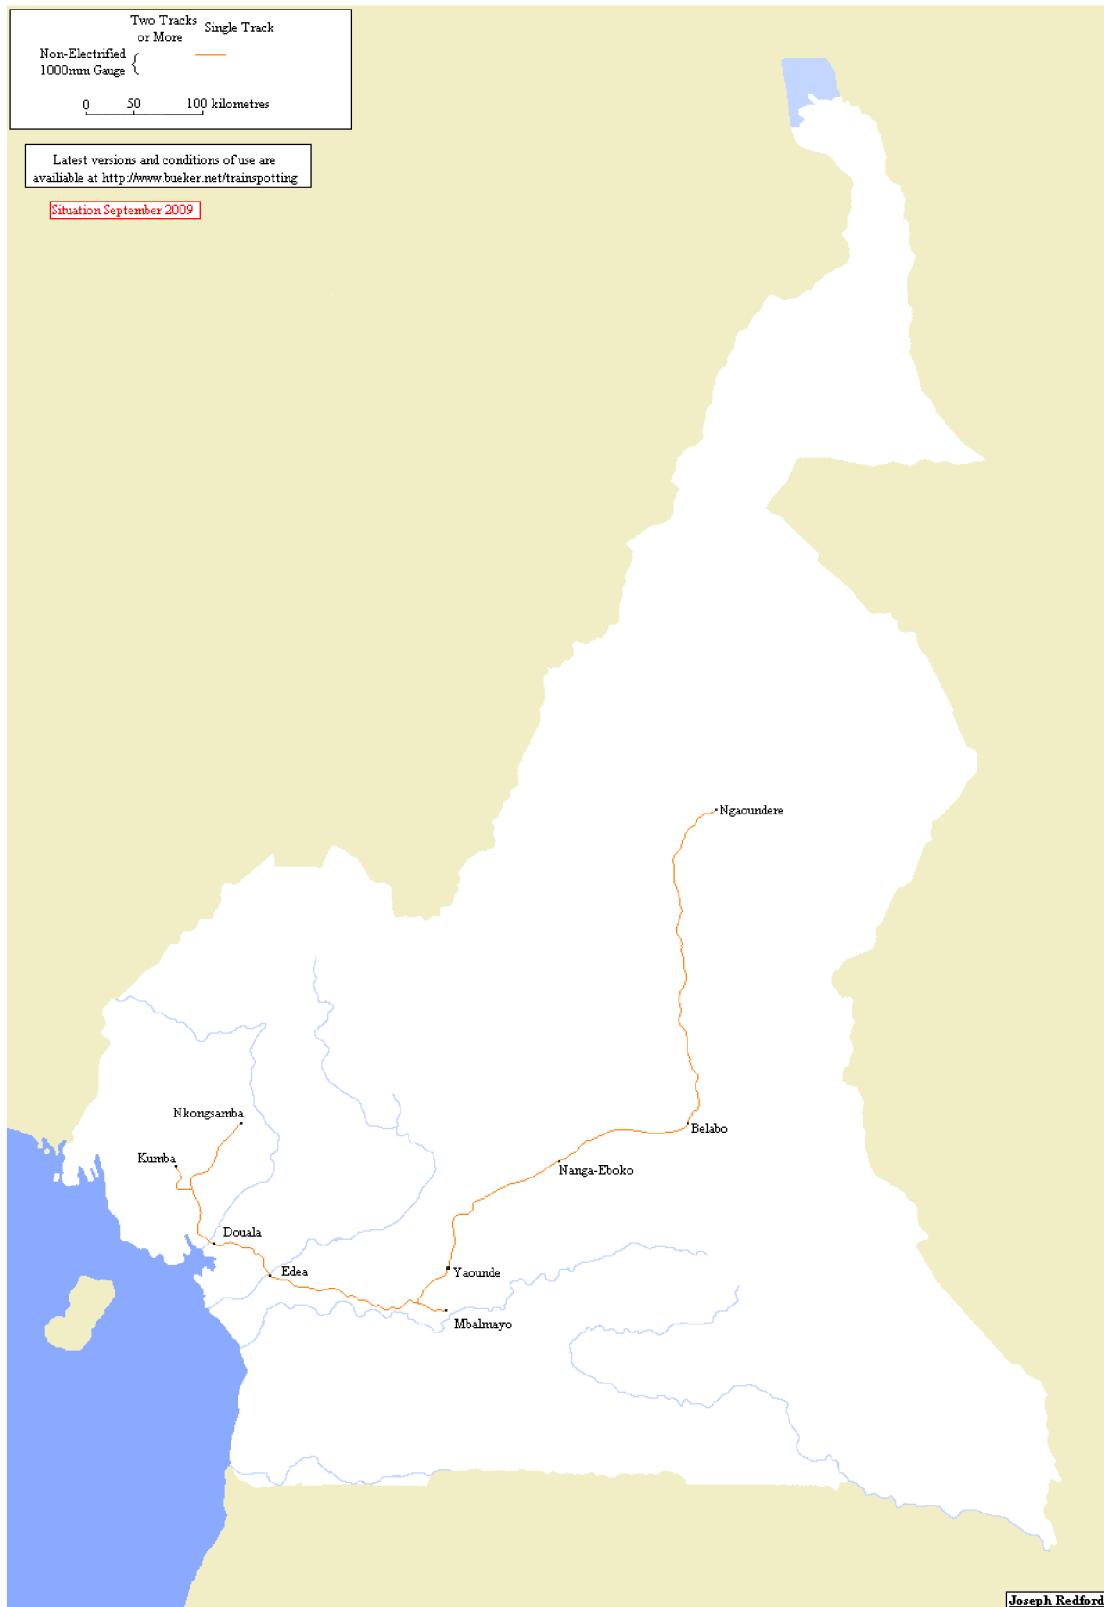 Two Tracks
or More
Single Track
Non-Electrified
1000mm Gauge
0 50 100 kilometres
Latest versions and conditions of use are
availiable at http://www.bueker.net/trainspotting
Situation September 2009
Ngaoundere
Nkongsamba
Belabo
Kumba
Nanga-Eboko
Douala
Edea
Yaounde
Mbalmayo
Joseph Redford